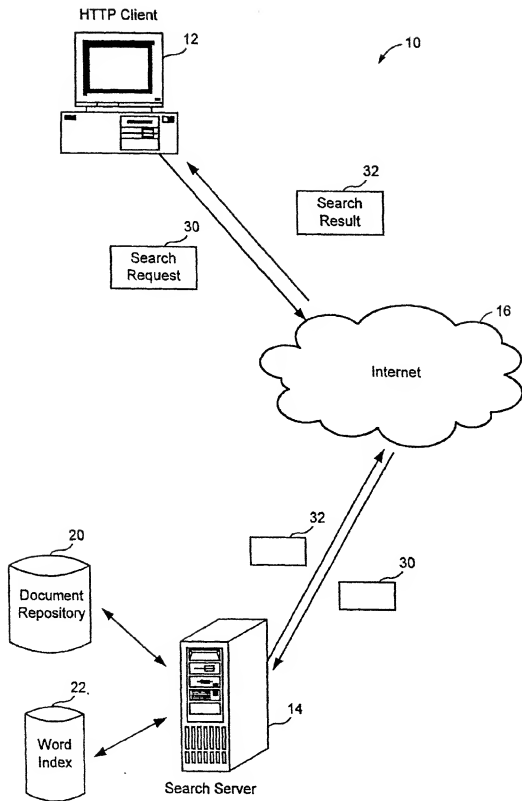 HTTP Client
12
10
32
Search
Result
30
Search
Request
16
Internet
32
30
20
Document
Repository
22.
Word
Index
14
Search Server